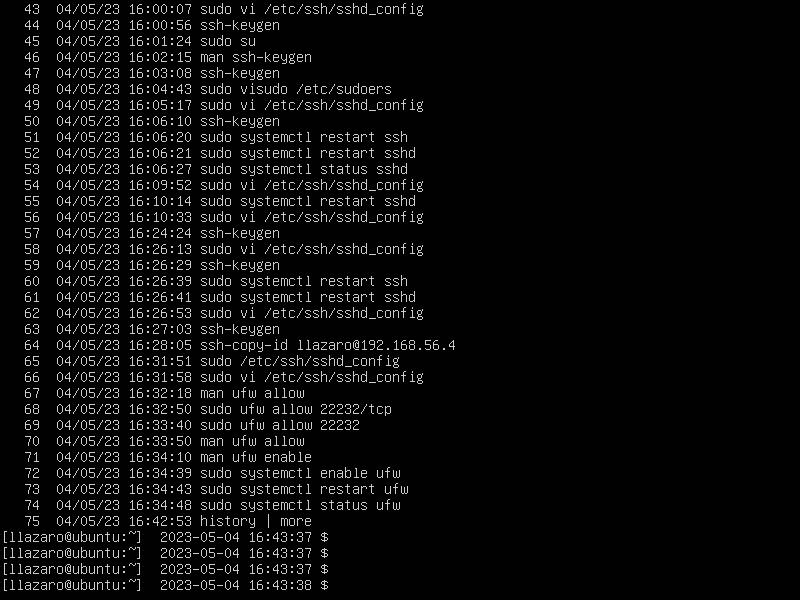 43  04/05/23 16:00:07 sudo vi /etc/ssh/sshd_config
44  04/05/23 16:00:56 ssh-keygen
45  04/05/23 16:01:24 sudo su
46  04/05/23 16:02:15 man ssh-keygen
47  04/05/23 16:03:08 ssh-keygen
48  04/05/23 16:04:43 sudo visudo /etc/sudoers
49  04/05/23 16:05:17 sudo vi /etc/ssh/sshd_config
50  04/05/23 16:06:10 ssh-keygen
51  04/05/23 16:06:20 sudo systemctl restart ssh
52  04/05/23 16:06:21 sudo systemctl restart sshd
53  04/05/23 16:06:27 sudo systemctl status sshd
54  04/05/23 16:09:52 sudo vi /etc/ssh/sshd_config
55  04/05/23 16:10:14 sudo systemctl restart sshd
56  04/05/23 16:10:33 sudo vi /etc/ssh/sshd_config
57  04/05/23 16:24:24 ssh-keygen
58  04/05/23 16:26:13 sudo vi /etc/ssh/sshd_config
59  04/05/23 16:26:29 ssh-keygen
60  04/05/23 16:26:39 sudo systemctl restart ssh
61  04/05/23 16:26:41 sudo systemctl restart sshd
62  04/05/23 16:26:53 sudo vi /etc/ssh/sshd_config
63  04/05/23 16:27:03 ssh-keygen
64  04/05/23 16:28:05 ssh-copy-id llazaro@192.168.56.4
65  04/05/23 16:31:51 sudo /etc/ssh/sshd_config
66  04/05/23 16:31:58 sudo vi /etc/ssh/sshd_config
67  04/05/23 16:32:18 man ufw allow
68  04/05/23 16:32:50 sudo ufw allow 22232/tcp
69  04/05/23 16:33:40 sudo ufw allow 22232
70  04/05/23 16:33:50 man ufw allow
71  04/05/23 16:34:10 man ufw enable
72  04/05/23 16:34:39 sudo systemctl enable ufw
73  04/05/23 16:34:43 sudo systemctl restart ufw
74  04/05/23 16:34:48 sudo systemctl status ufw
75  04/05/23 16:42:53 history | more
[llazaro@ubuntu:~]  2023-05-04 16:43:37 $
[llazaro@ubuntu:~]  2023-05-04 16:43:37 $
[llazaro@ubuntu:~]  2023-05-04 16:43:37 $
[llazaro@ubuntu:~]  2023-05-04 16:43:38 $